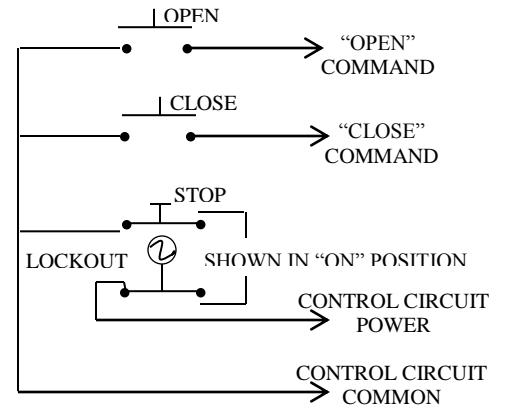 OPEN
“OPEN”
COMMAND
CLOSE
“CLOSE”
COMMAND
STOP
LOCKOUT
SHOWN IN “ON” POSITION
CONTROL CIRCUIT
POWER
CONTROL CIRCUIT
COMMON